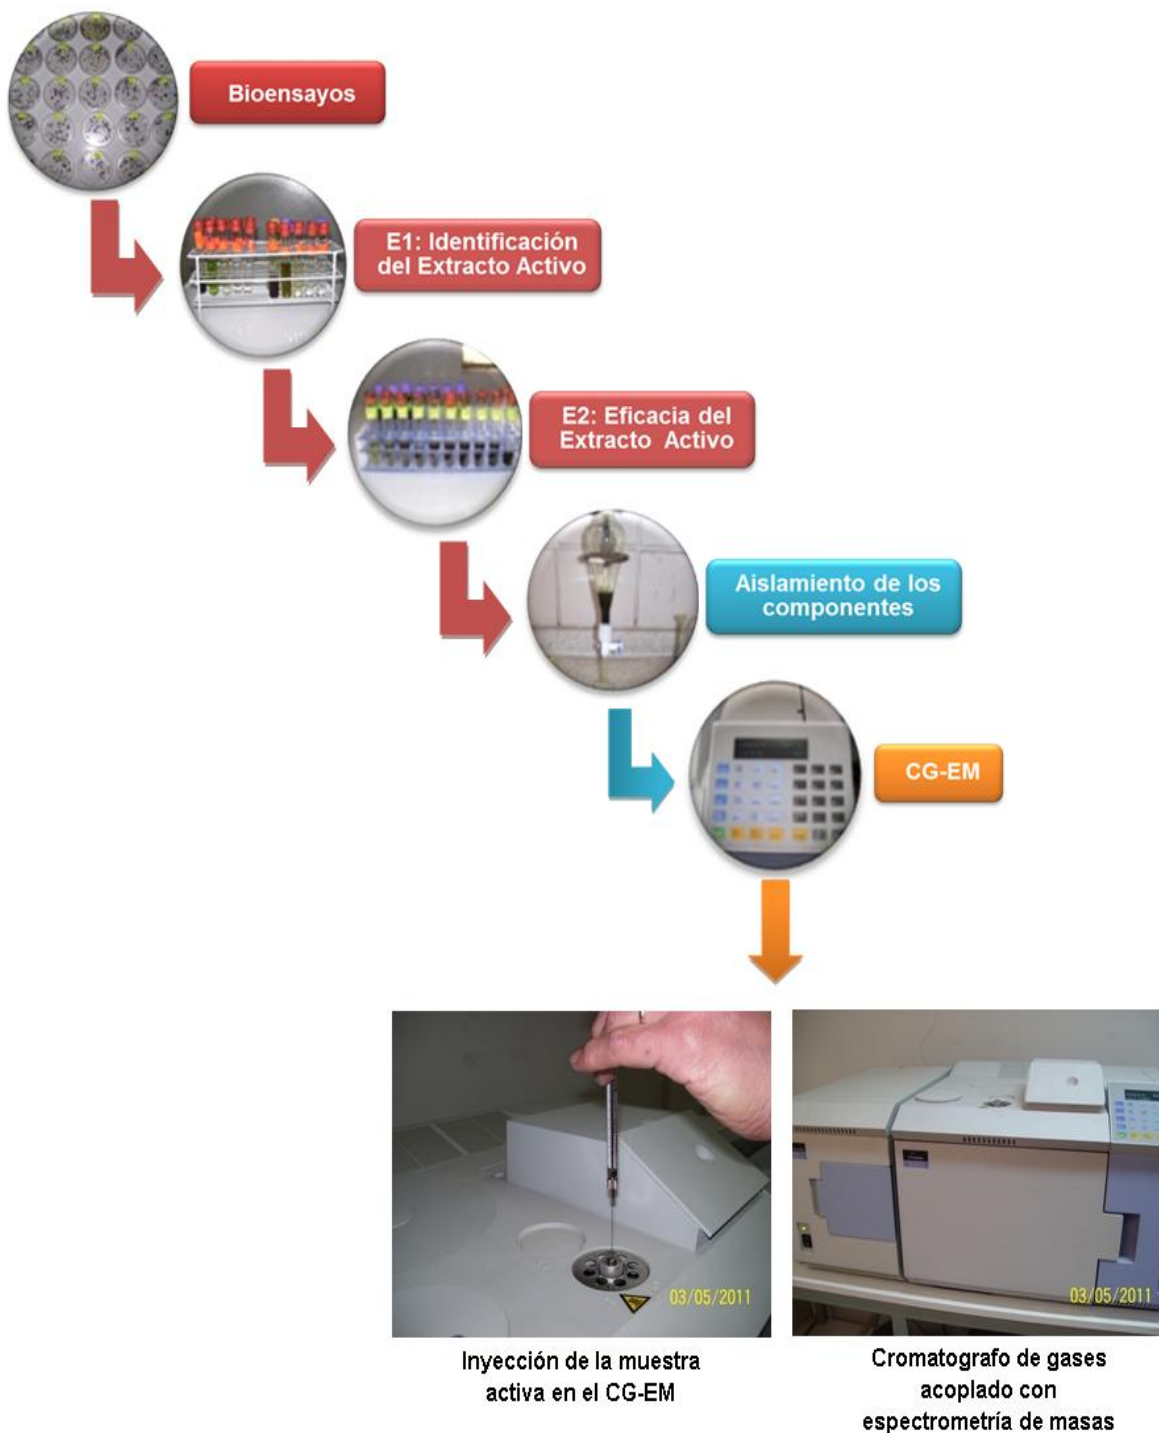 Bioensayos
E1: Identificación
del Extracto Activo
E2: Eficacia del
Extracto Activo
Aislamiento de los
componentes
CG-EM
03/05/2011
03/05/2011
Inyección de la muestra
activa en el CG-EM
Cromatografo de gases
acoplado con
espectrometría de masas